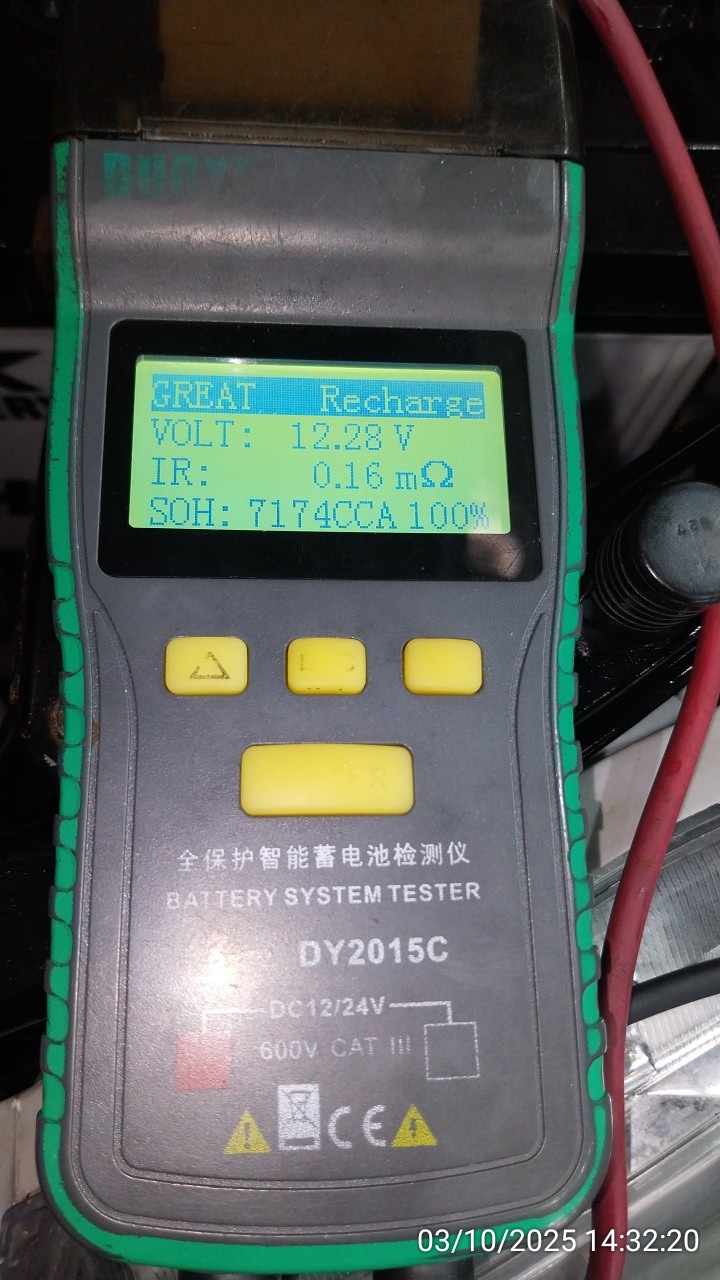 GREAT Recharge
VOLT: 12.28 V
IR: 0.16 mΩ
SOH: 7174CCA 100%
全保护智能蓄电池检测仪
BATTERY SYSTEM TESTER
DY2015C
DC12/24V
600V CAT III
CE
03/10/2025 14:32:20